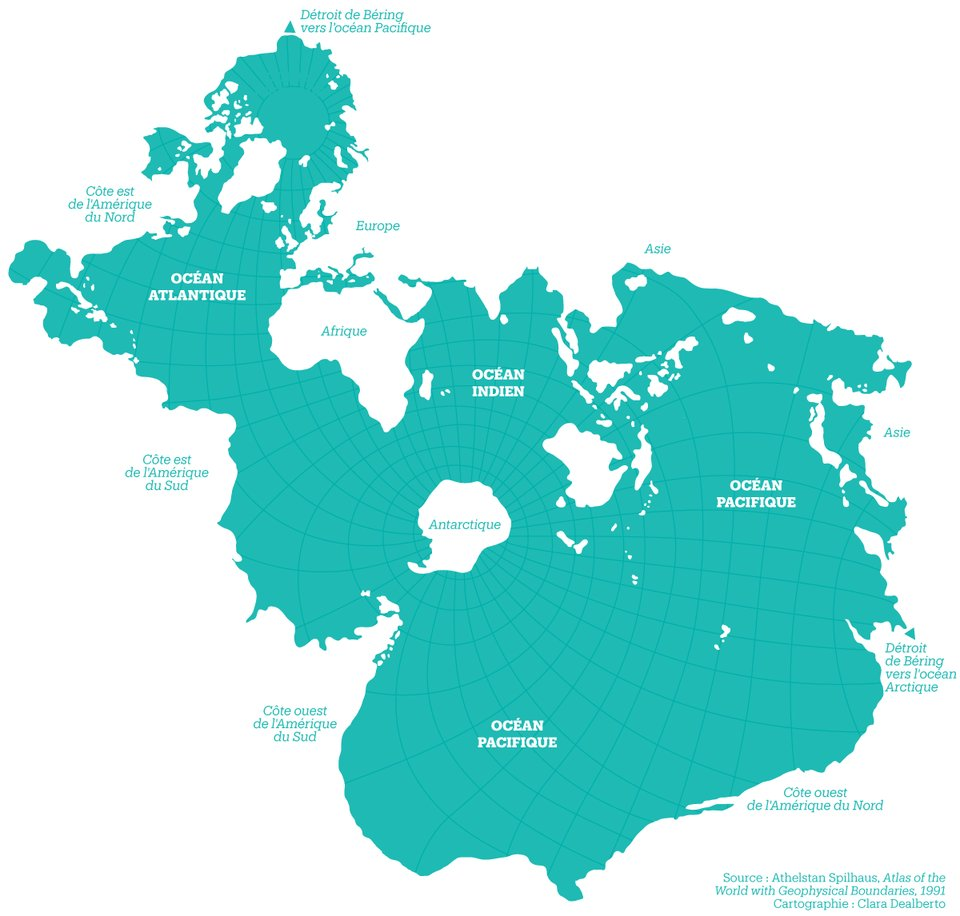 Détroit de Béring
vers l'océan Pacifique
Côte est
de l'Amérique
du Nord
Europe
Asie
OCÉAN
ATLANTIQUE
Afrique
OCÉAN
INDIEN
Asie
Côte est
de l'Amérique
du Sud
OCÉAN
PACIFIQUE
Antarctique
Détroit
de Béring
vers l'océan
Arctique
Côte ouest
de l'Amérique
du Sud
OCÉAN
PACIFIQUE
Côte ouest
de l'Amérique du Nord
Source : Athelstan Spilhaus, Atlas of the
World with Geophysical Boundaries, 1991
Cartographie : Clara Dealberto